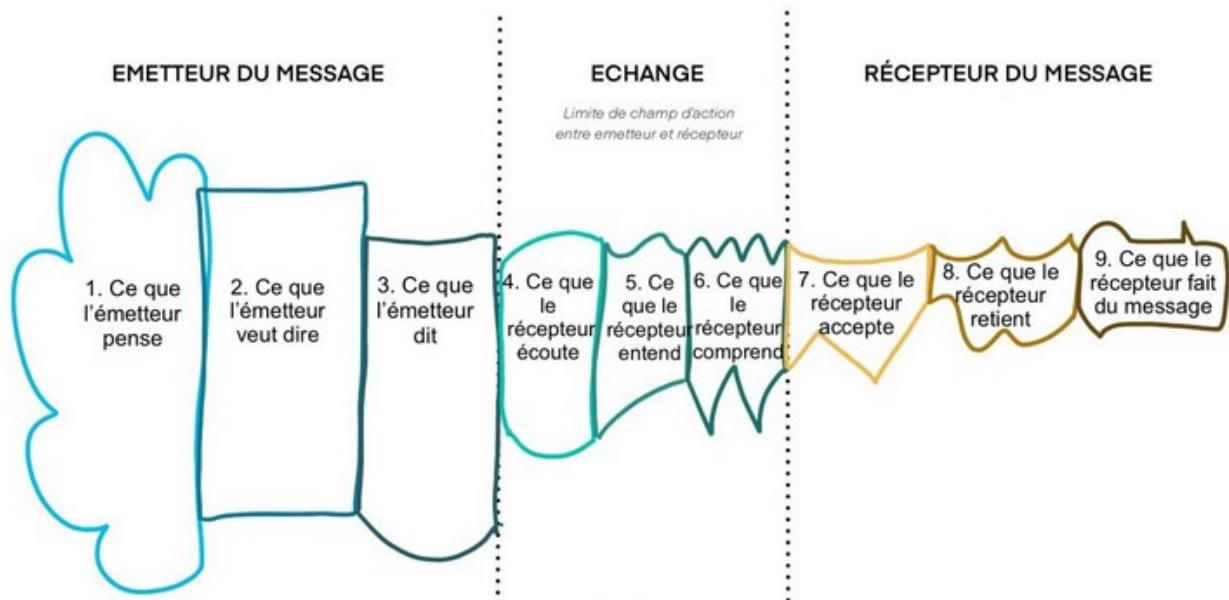 EMETTEUR DU MESSAGE
ECHANGE
RÉCEPTEUR DU MESSAGE
Limite de champ d'action
entre emetteur et récepteur
1. Ce que
l'émetteur
pense
2. Ce que
l'émetteur
veut dire
3. Ce que
l'émetteur
dit
4. Ce que
le
récepteur
écoute
5. Ce
que le
récepteur
entend
6. Ce que
le
récepteur
comprend
7. Ce que le
récepteur
accepte
8. Ce que le
récepteur
retient
9. Ce que le
récepteur fait
du message